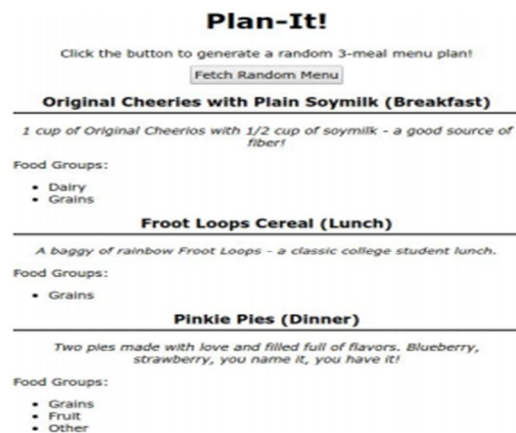 Plan-It!
Click the button to generate a random 3-meal menu plan!
Fetch Random Menu
Original Cheeries with Plain Soymilk (Breakfast)
1 cup of Original Cheerios with 1/2 cup of soymilk - a good source of
fiber!
Food Groups:
• Dairy
• Grains
Froot Loops Cereal (Lunch)
A baggy of rainbow Froot Loops - a classic college student lunch.
Food Groups:
• Grains
Pinkie Pies (Dinner)
Two pies made with love and filled full of flavors. Blueberry,
strawberry, you name it, you have it!
Food Groups:
• Grains
• Fruit
• Other